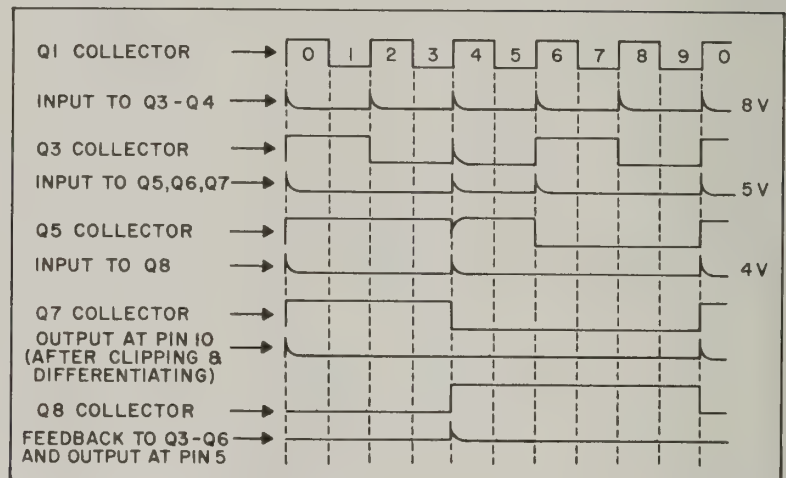 Q1 COLLECTOR
0 1 2 3 4 5 6 7 8 9 0
INPUT TO Q3-Q4
8 V
Q3 COLLECTOR
INPUT TO Q5,Q6,Q7
5 V
Q5 COLLECTOR
INPUT TO Q8
4 V
Q7 COLLECTOR
OUTPUT AT PIN 10
(AFTER CLIPPING &
DIFFERENTIATING)
Q8 COLLECTOR
FEEDBACK TO Q3-Q6
AND OUTPUT AT PIN 5